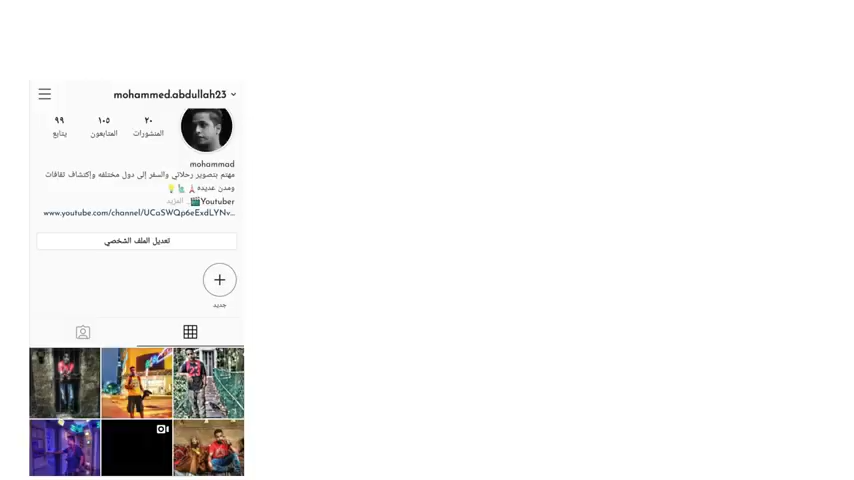 mohammed.abdullah23
٢٠ ١٠٥ ٩٩
المنشورات المتابعون يتابع
mohammad
مهتم بتصوير رحلاتي والسفر إلى دول مختلفه وإكتشاف ثقافات
ومدن عديده🗼🗽💡
Youtuber🎬... المزيد
www.youtube.com/channel/UCaSWQp6eExdLYNv...
تعديل الملف الشخصي
جديد